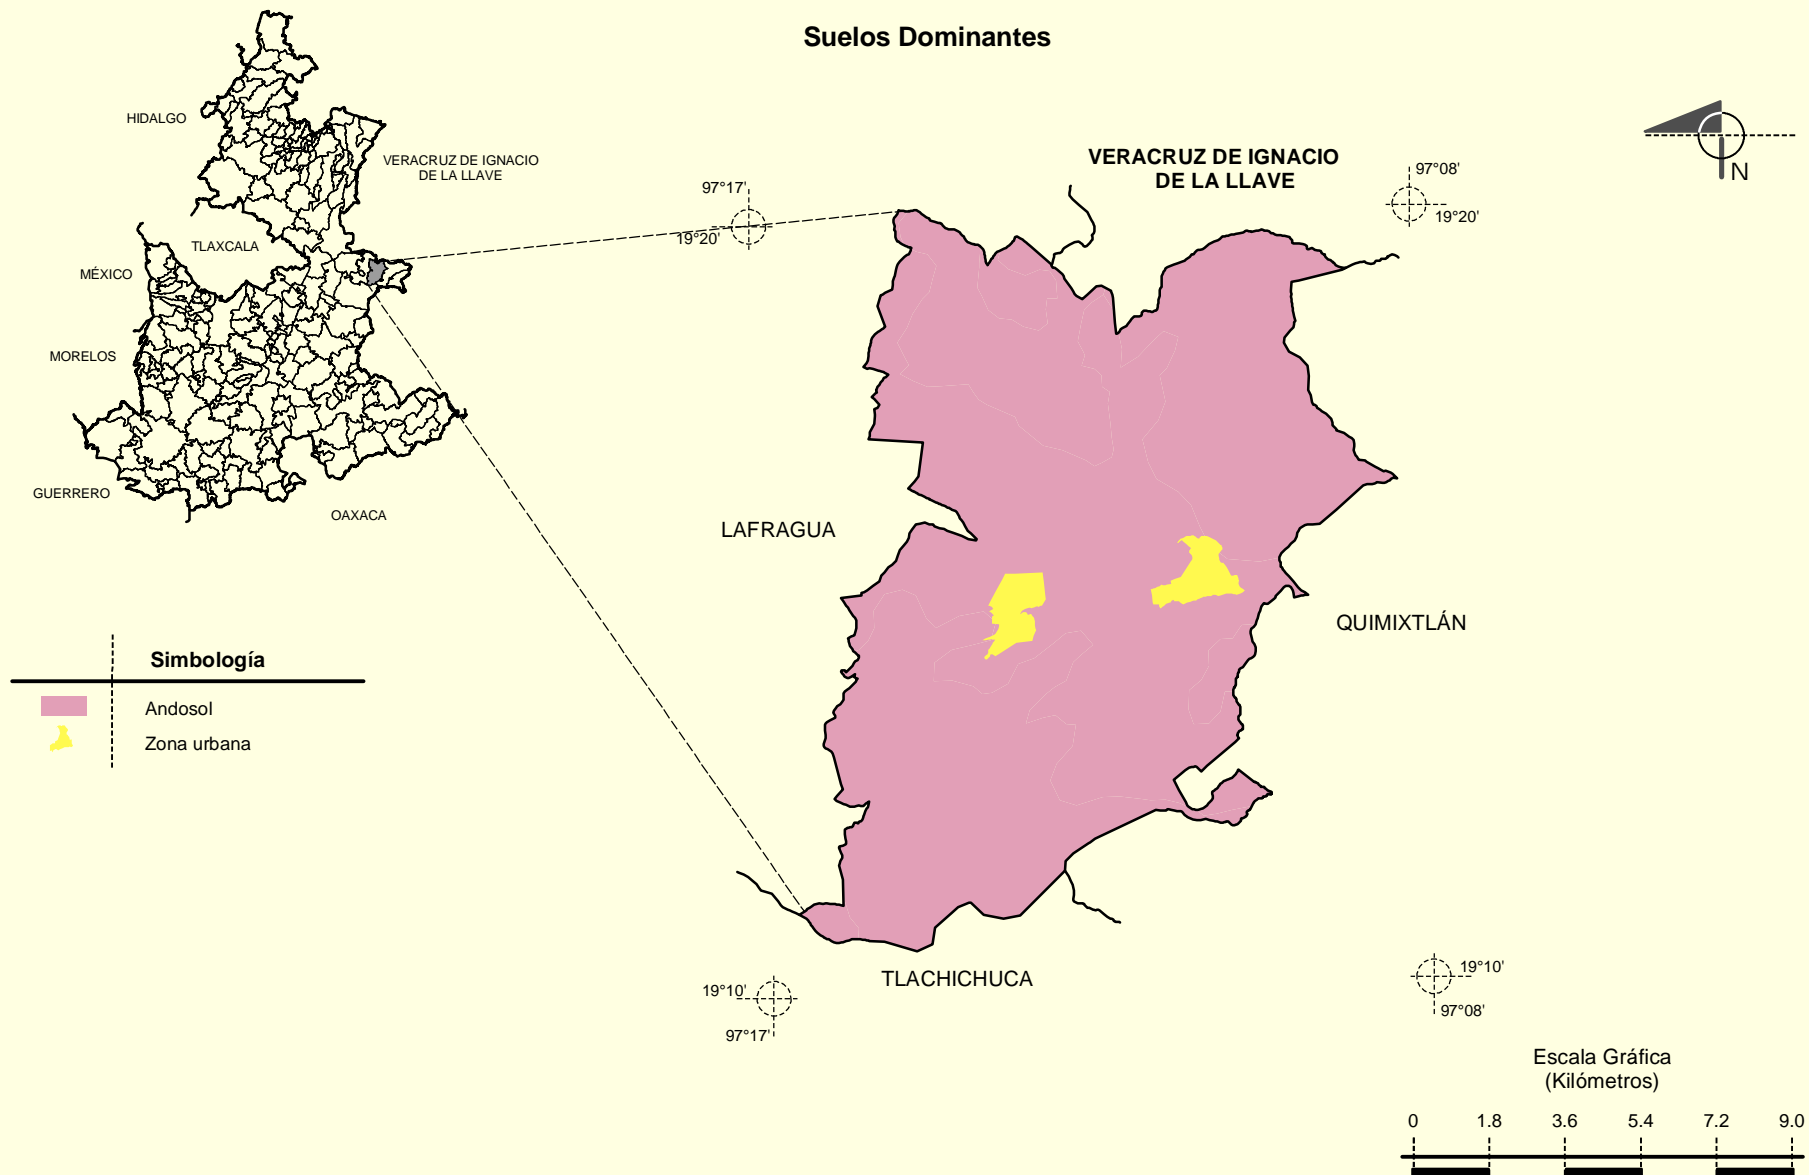 Suelos Dominantes
HIDALGO
VERACRUZ DE IGNACIO
DE LA LLAVE
TLAXCALA
MÉXICO
MORELOS
GUERRERO
OAXACA
VERACRUZ DE IGNACIO
DE LA LLAVE
97°17'
19°20'
97°08'
19°20'
N
LAFRAGUA
QUIMIXTLÁN
TLACHICHUCA
Simbología
Andosol
Zona urbana
19°10'
97°17'
19°10'
97°08'
Escala Gráfica
(Kilómetros)
0 1.8 3.6 5.4 7.2 9.0